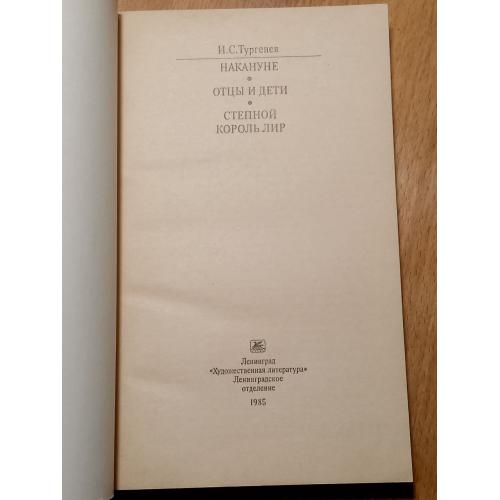 И.С.Тургенев
НАКАНУНЕ
ОТЦЫ И ДЕТИ
СТЕПНОЙ
КОРОЛЬ ЛИР
Ленинград
«Художественная литература»
Ленинградское
отделение
1985